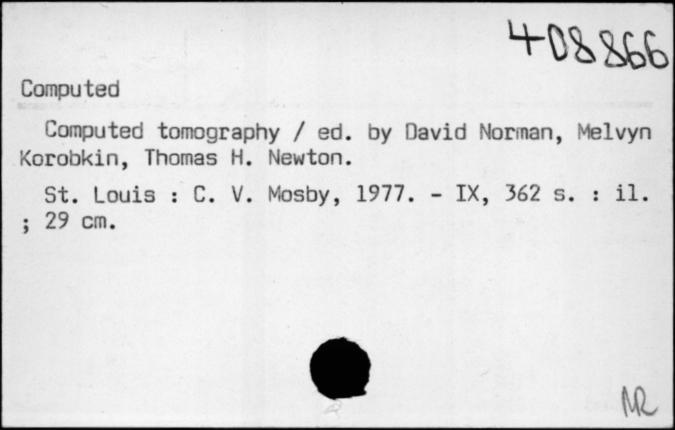 408866
Computed
Computed tomography / ed. by David Norman, Melvyn
Korobkin, Thomas H. Newton.
St. Louis : C. V. Mosby, 1977. - IX, 362 s. : il.
; 29 cm.
MR